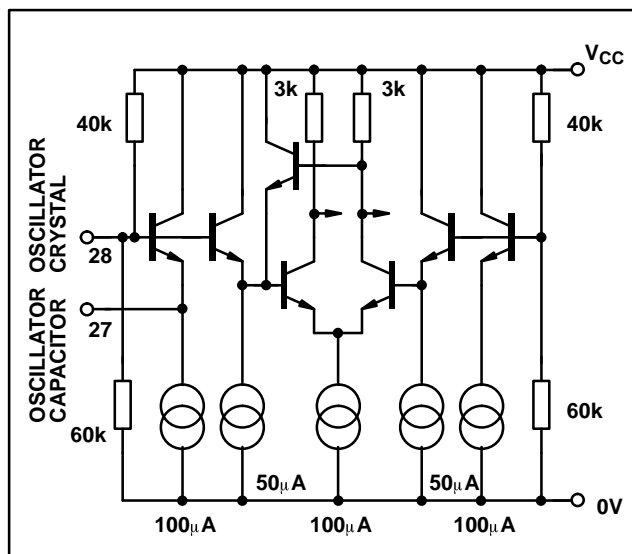 VCC
3k 3k
40k 40k
OSCILLATOR
CRYSTAL
28
OSCILLATOR
CAPACITOR
27
60k 60k
50μA 50μA
0V
100μA 100μA 100μA